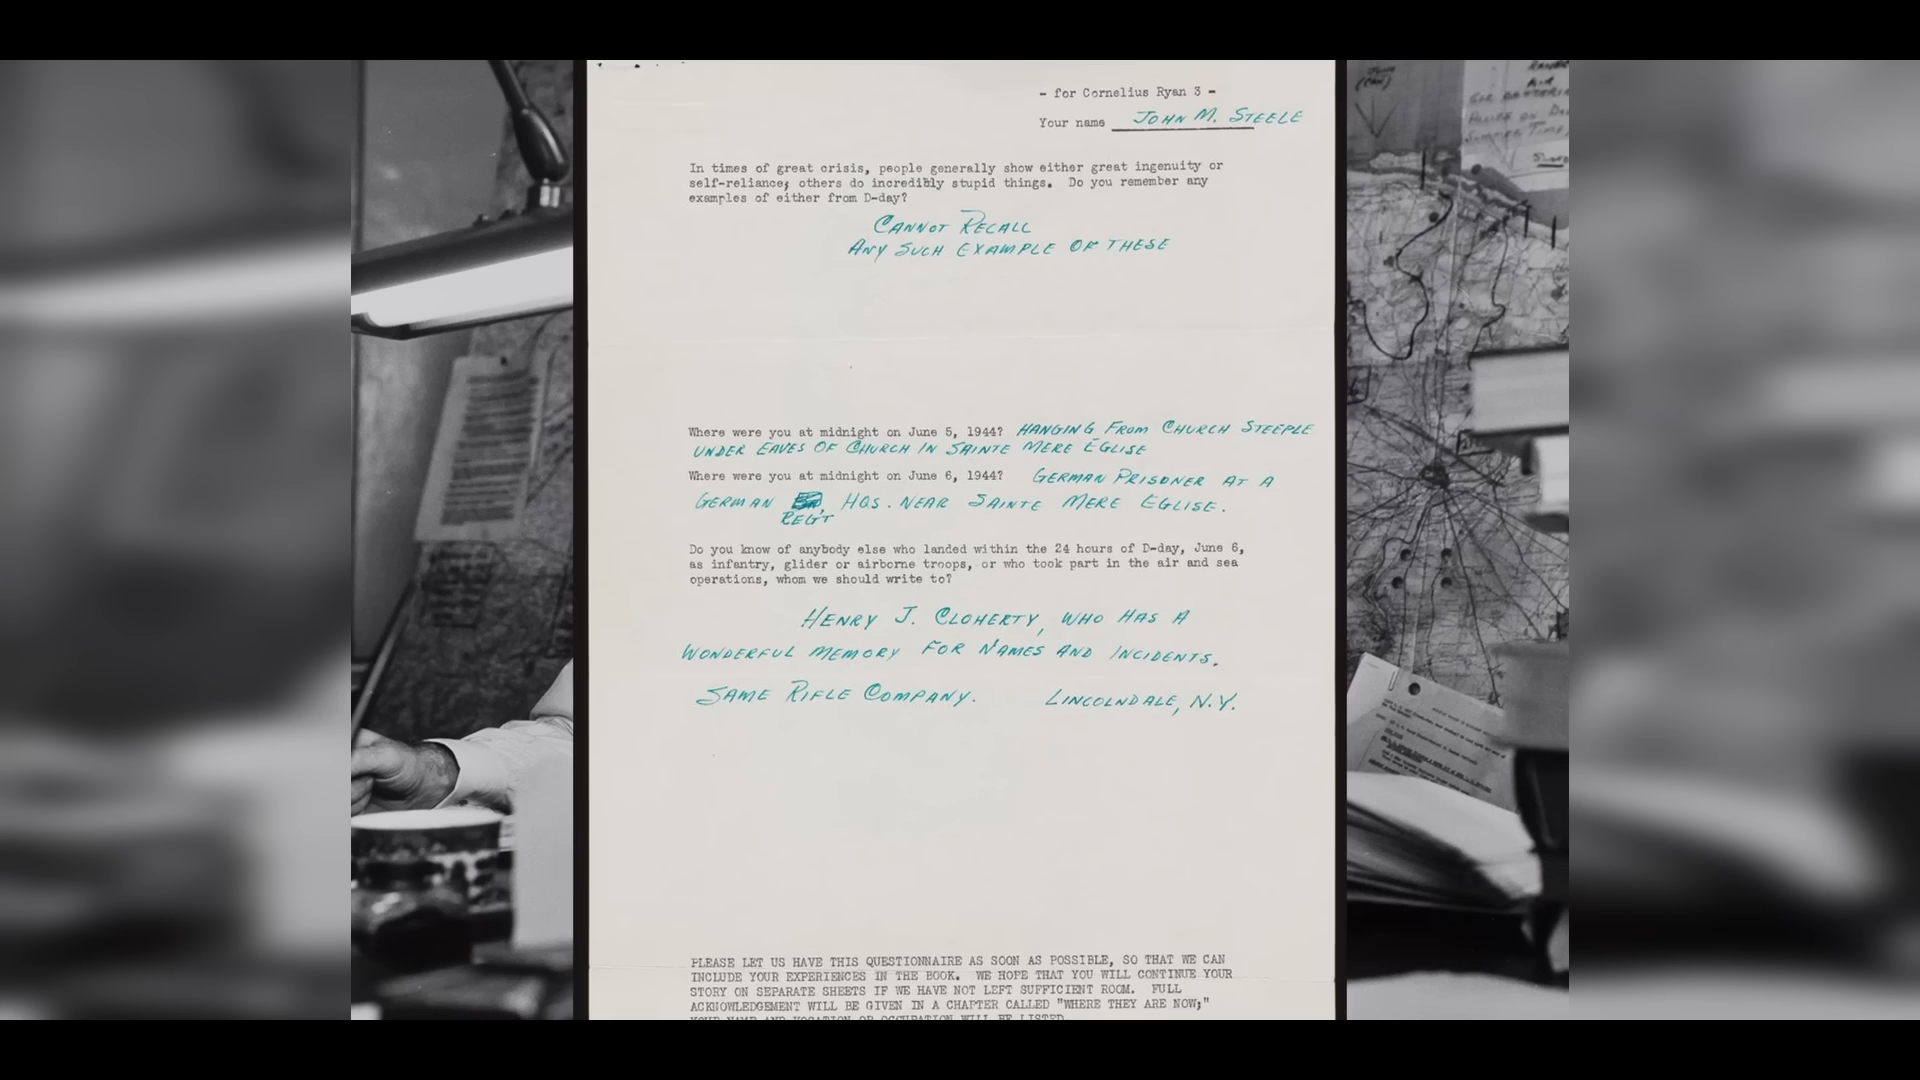 - for Cornelius Ryan 3 -
Your name JOHN M. STEELE
In times of great crisis, people generally show either great ingenuity or
self-reliance; others do incredibly stupid things. Do you remember any
examples of either from D-day?
CANNOT RECALL
ANY SUCH EXAMPLE OF THESE
Where were you at midnight on June 5, 1944? HANGING FROM CHURCH STEEPLE
UNDER EAVES OF CHURCH IN SAINTE MERE EGLISE
Where were you at midnight on June 6, 1944? GERMAN PRISONER AT A
GERMAN HQS. NEAR SAINTE MERE EGLISE.
REG'T
Do you know of anybody else who landed within the 24 hours of D-day, June 6,
as infantry, glider or airborne troops, or who took part in the air and sea
operations, whom we should write to?
HENRY J. CLOHERTY, WHO HAS A
WONDERFUL MEMORY FOR NAMES AND INCIDENTS.
SAME RIFLE COMPANY. LINCOLNDALE, N.Y.
PLEASE LET US HAVE THIS QUESTIONNAIRE AS SOON AS POSSIBLE, SO THAT WE CAN
INCLUDE YOUR EXPERIENCES IN THE BOOK. WE HOPE THAT YOU WILL CONTINUE YOUR
STORY ON SEPARATE SHEETS IF WE HAVE NOT LEFT SUFFICIENT ROOM. FULL
ACKNOWLEDGEMENT WILL BE GIVEN IN A CHAPTER CALLED "WHERE THEY ARE NOW;"
YOUR NAME AND VOCATION OR OCCUPATION WILL BE LISTED.